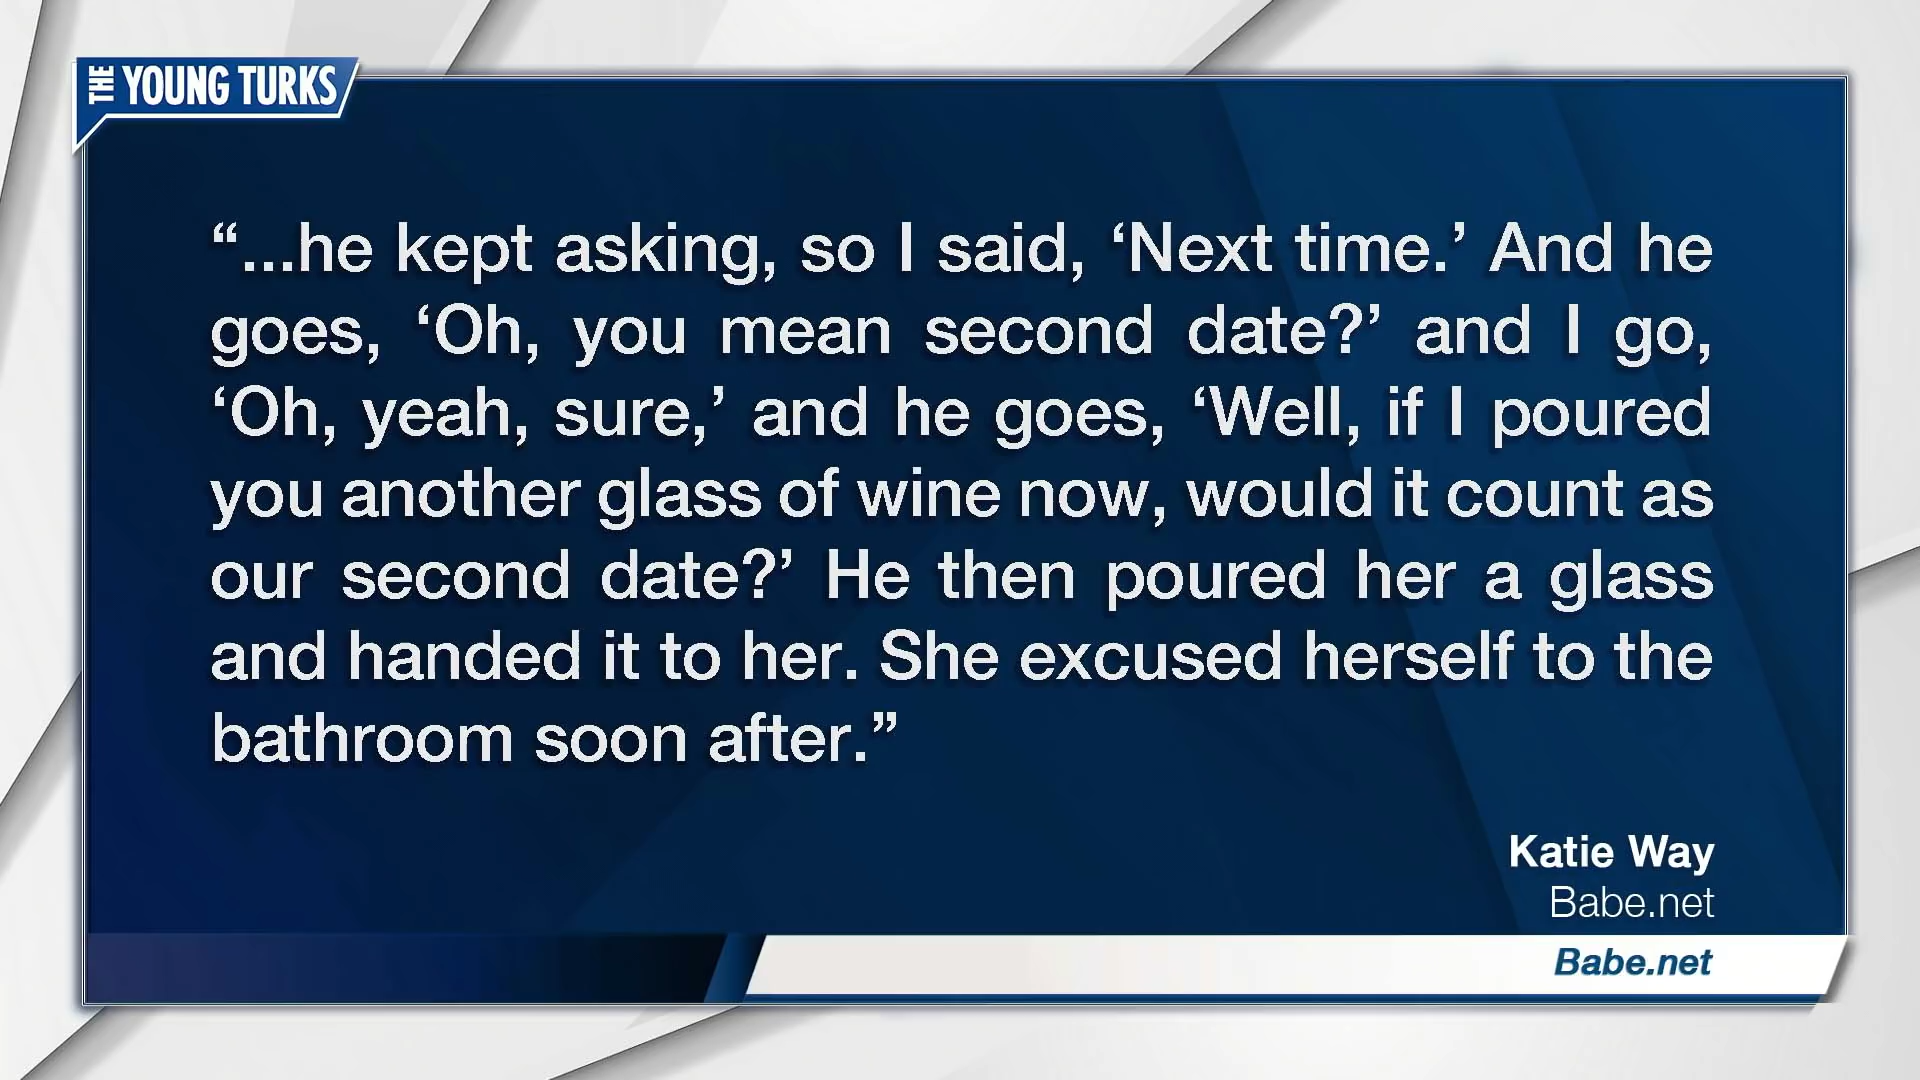 THE YOUNG TURKS
“...he kept asking, so I said, ‘Next time.’ And he
goes, ‘Oh, you mean second date?’ and I go,
‘Oh, yeah, sure,’ and he goes, ‘Well, if I poured
you another glass of wine now, would it count as
our second date?’ He then poured her a glass
and handed it to her. She excused herself to the
bathroom soon after.”
Katie Way
Babe.net
Babe.net